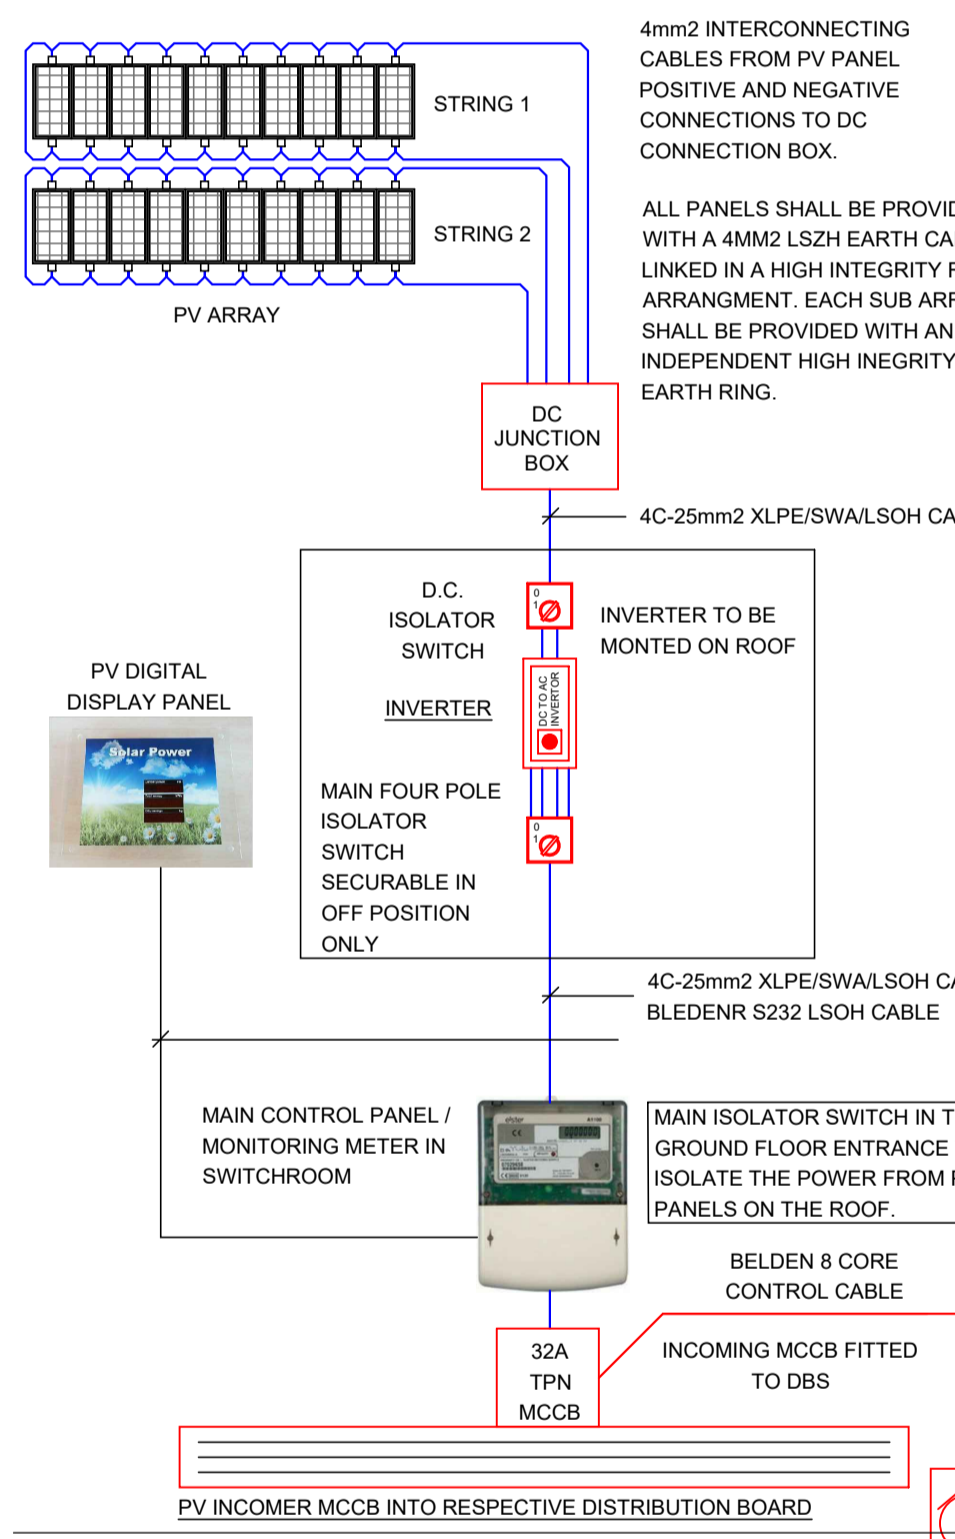 4mm2 INTERCONNECTING
CABLES FROM PV PANEL
POSITIVE AND NEGATIVE
CONNECTIONS TO DC
CONNECTION BOX.
STRING 1
STRING 2
PV ARRAY
ALL PANELS SHALL BE PROVID
WITH A 4MM2 LSZH EARTH CA
LINKED IN A HIGH INTEGRITY
ARRANGMENT. EACH SUB ARR
SHALL BE PROVIDED WITH AN
INDEPENDENT HIGH INEGRITY
EARTH RING.
DC
JUNCTION
BOX
4C-25mm2 XLPE/SWA/LSOH CA
D.C.
ISOLATOR
SWITCH
0
1
INVERTER TO BE
MONTED ON ROOF
INVERTER
DC TO AC
INVERTOR
PV DIGITAL
DISPLAY PANEL
Solar Power
MAIN FOUR POLE
ISOLATOR
SWITCH
SECURABLE IN
OFF POSITION
ONLY
0
1
4C-25mm2 XLPE/SWA/LSOH CA
BLEDENR S232 LSOH CABLE
MAIN CONTROL PANEL /
MONITORING METER IN
SWITCHROOM
elster
MAIN ISOLATOR SWITCH IN T
GROUND FLOOR ENTRANCE
ISOLATE THE POWER FROM
PANELS ON THE ROOF.
BELDEN 8 CORE
CONTROL CABLE
32A
TPN
MCCB
INCOMING MCCB FITTED
TO DBS
PV INCOMER MCCB INTO RESPECTIVE DISTRIBUTION BOARD